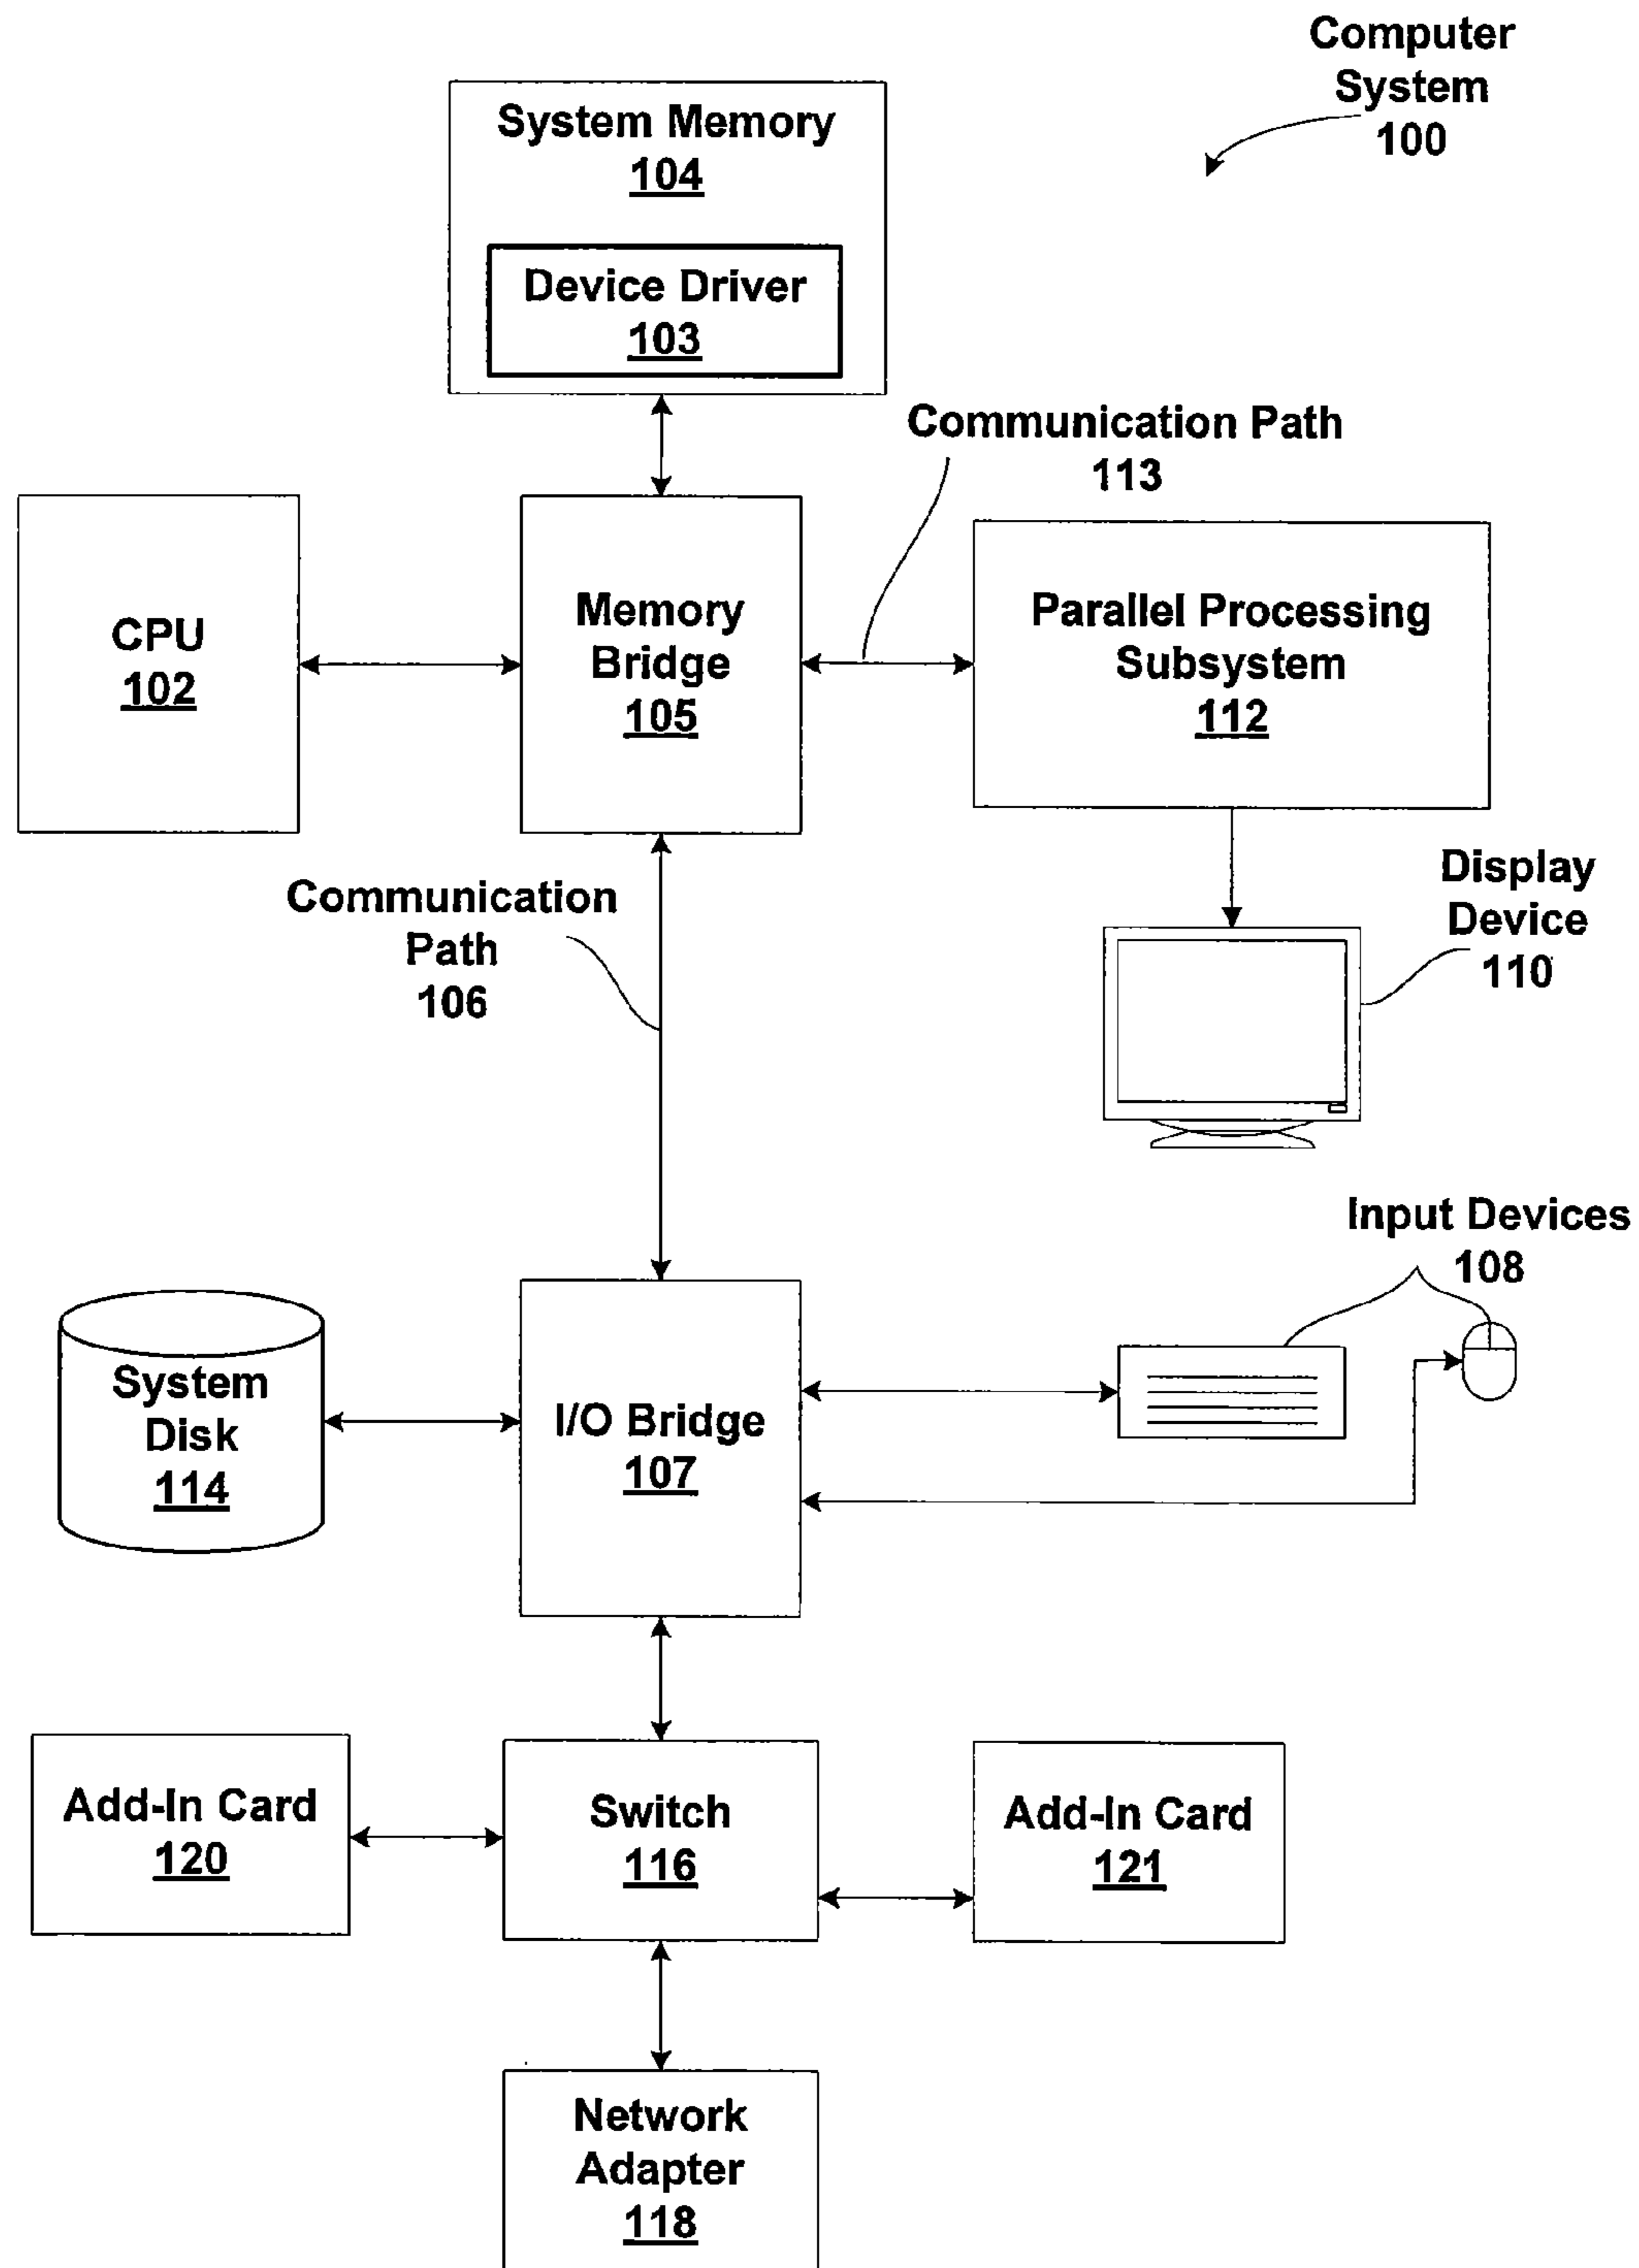 Computer
System
100
System Memory
104
Device Driver
103
Communication Path
113
CPU
102
Memory
Bridge
105
Parallel Processing
Subsystem
112
Communication
Path
106
Display
Device
110
Input Devices
108
System
Disk
114
I/O Bridge
107
Add-In Card
120
Switch
116
Add-In Card
121
Network
Adapter
118